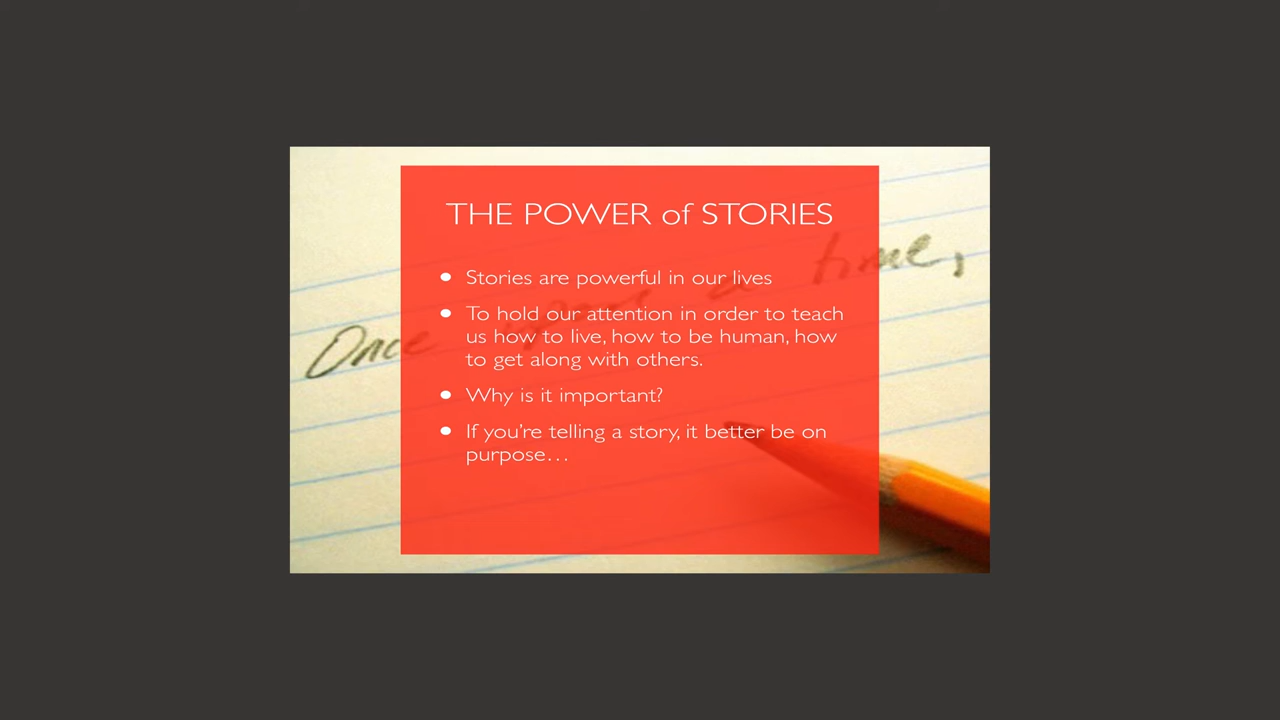 THE POWER of STORIES
Stories are powerful in our lives
To hold our attention in order to teach
us how to live, how to be human, how
to get along with others.
Why is it important?
If you're telling a story, it better be on
purpose…
Once upon a time,